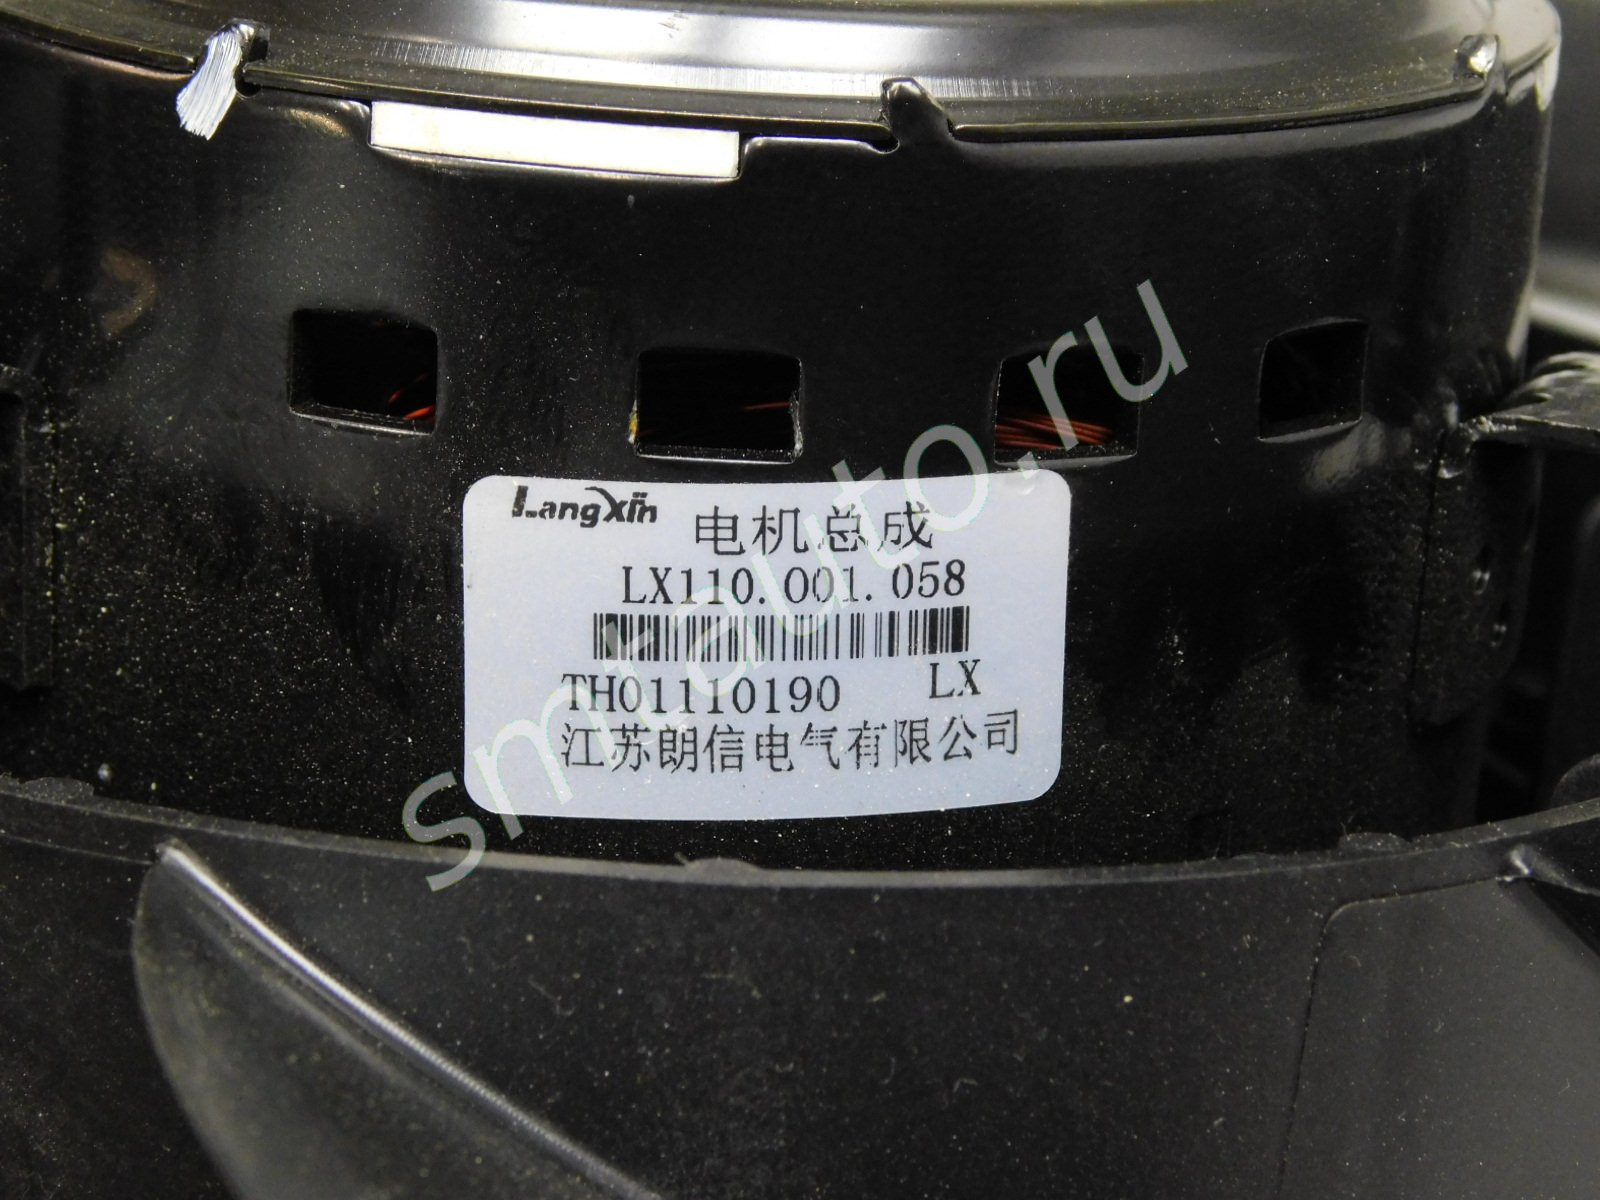 LangXin 电机总成
LX110.001.058
TH01110190 LX
江苏朗信电气有限公司
smtauto.ru